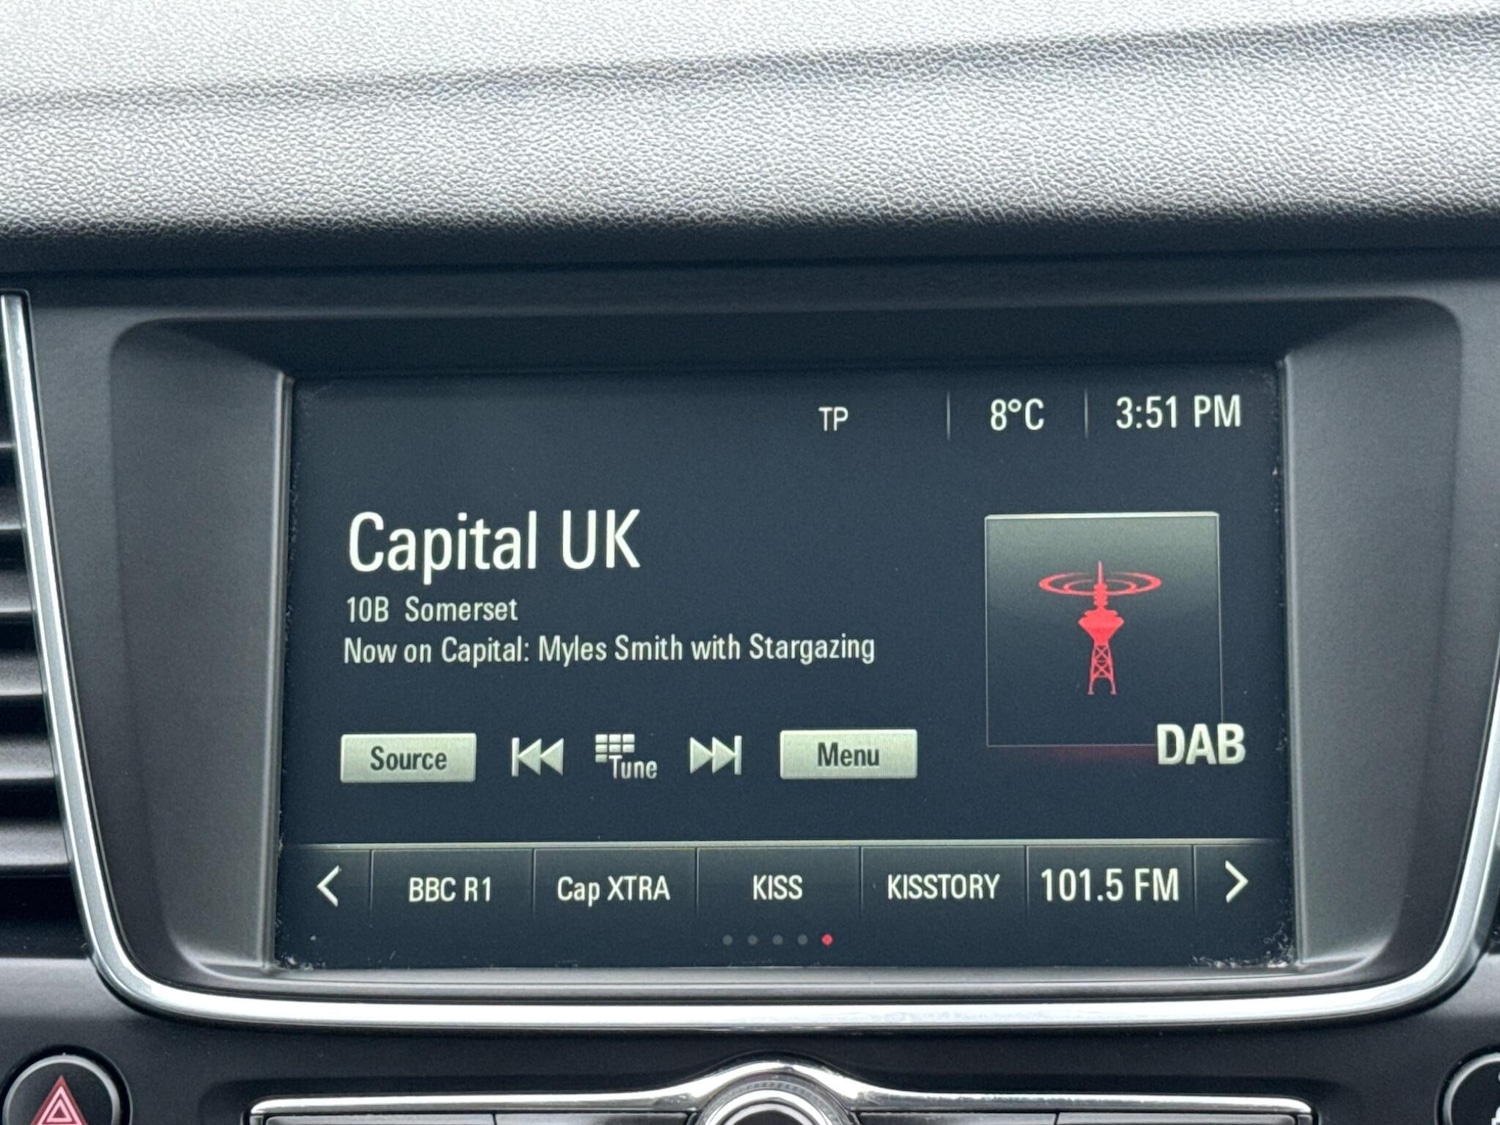 TP 8°C 3:51 PM
Capital UK
10B Somerset
Now on Capital: Myles Smith with Stargazing
Source Tune Menu
DAB
BBC R1 Cap XTRA KISS KISSTORY 101.5 FM